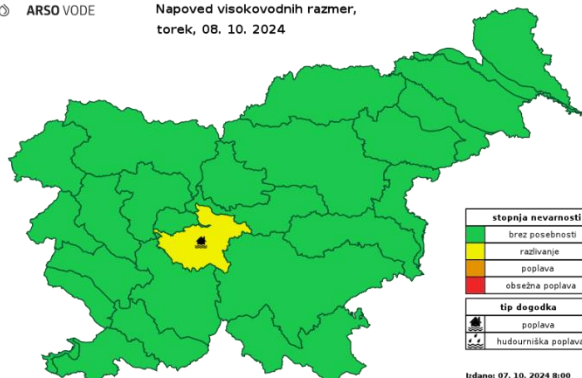 ARSO VODE
Napoved visokovodnih razmer,
torek, 08. 10. 2024
stopnja nevarnosti
brez posebnosti
razlivanje
poplava
obsežna poplava
tip dogodka
poplava
hudourniška poplava
Izdano: 07. 10. 2024 8:00